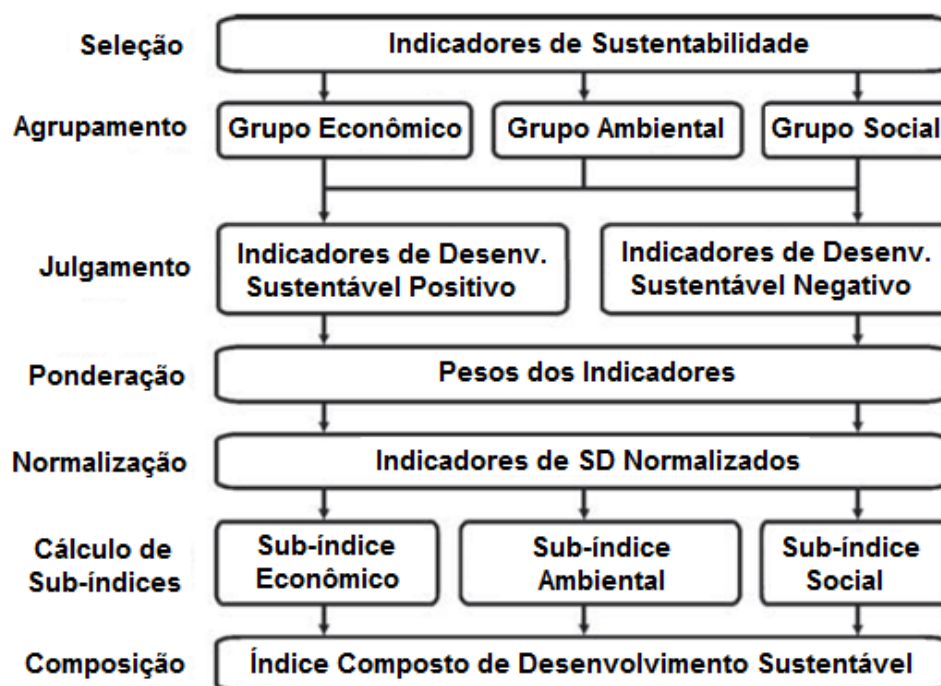 Seleção
Indicadores de Sustentabilidade
Agrupamento
Grupo Econômico
Grupo Ambiental
Grupo Social
Julgamento
Indicadores de Desenv.
Sustentável Positivo
Indicadores de Desenv.
Sustentável Negativo
Ponderação
Pesos dos Indicadores
Normalização
Indicadores de SD Normalizados
Cálculo de
Sub-índices
Sub-índice
Econômico
Sub-índice
Ambiental
Sub-índice
Social
Composição
Índice Composto de Desenvolvimento Sustentável